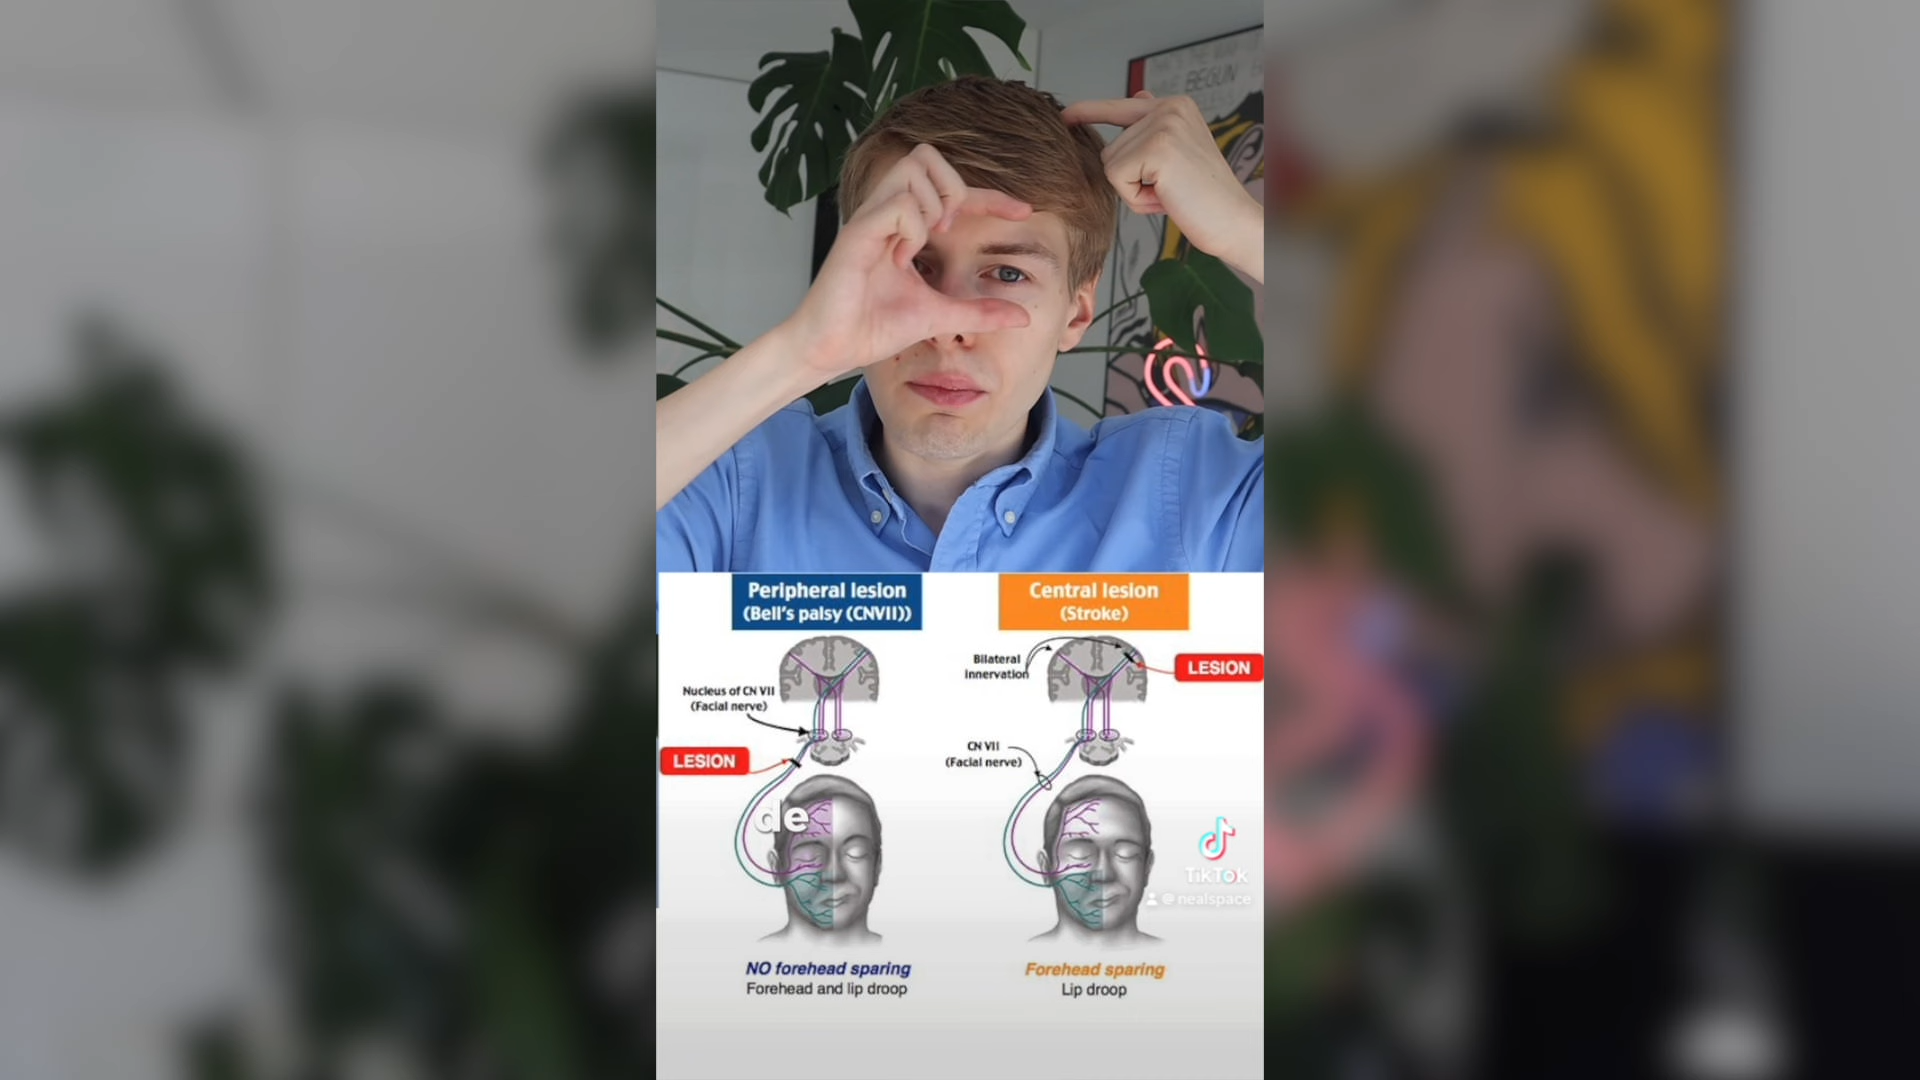 BEGUN
Peripheral lesion
(Bell's palsy (CNVII))
Central lesion
(Stroke)
Bilateral
Innervation
LESION
Nucleus of CN VII
(Facial nerve)
LESION
CN VII
(Facial nerve)
de
TikTok
@nealspace
NO forehead sparing
Forehead and lip droop
Forehead sparing
Lip droop